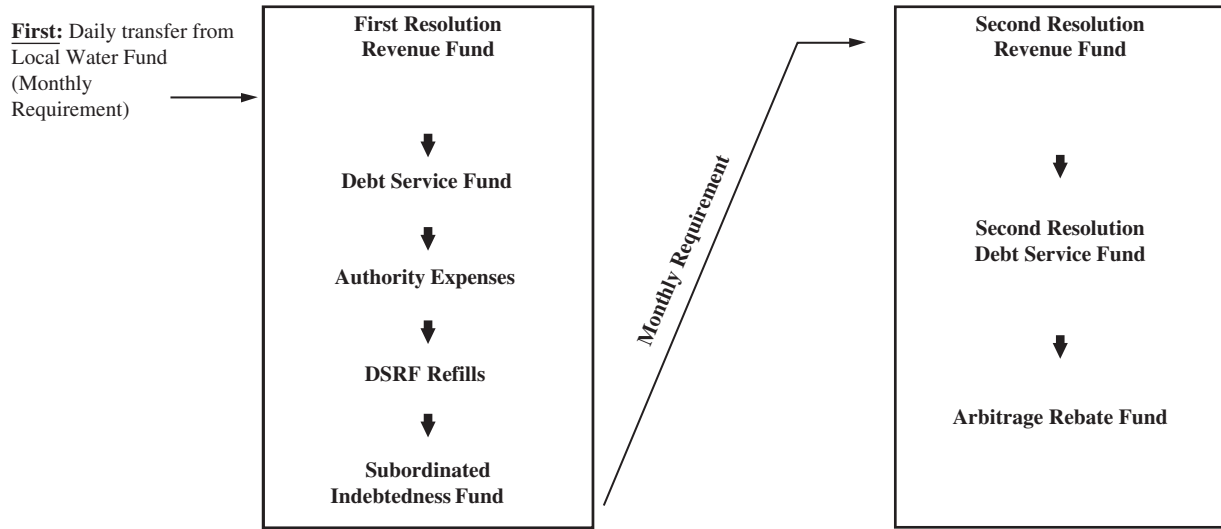 First: Daily transfer from
Local Water Fund
(Monthly
Requirement)
First Resolution
Revenue Fund
Debt Service Fund
Authority Expenses
DSRF Refills
Subordinated
Indebtedness Fund
Monthly Requirement
Second Resolution
Revenue Fund
Second Resolution
Debt Service Fund
Arbitrage Rebate Fund